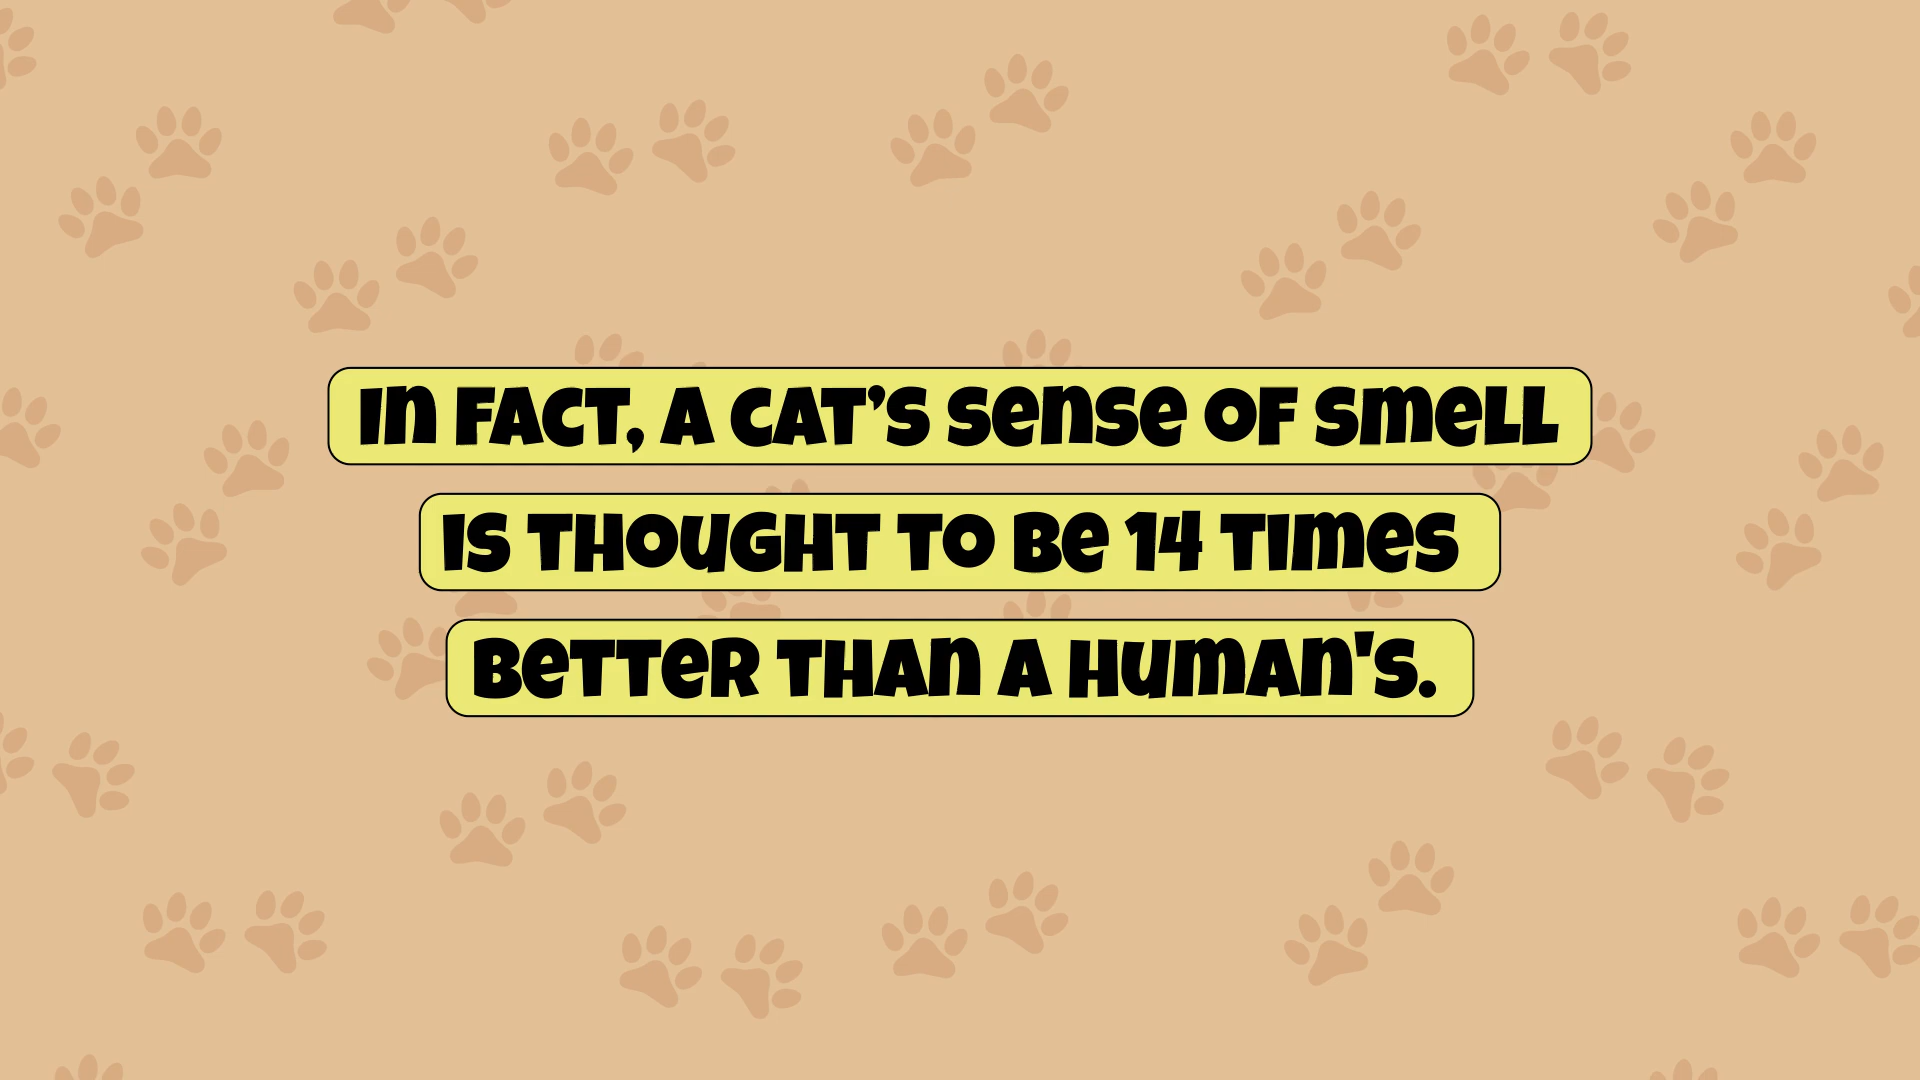 In fact, a cat’s sense of smell
is thought to be 14 times
better than a human's.